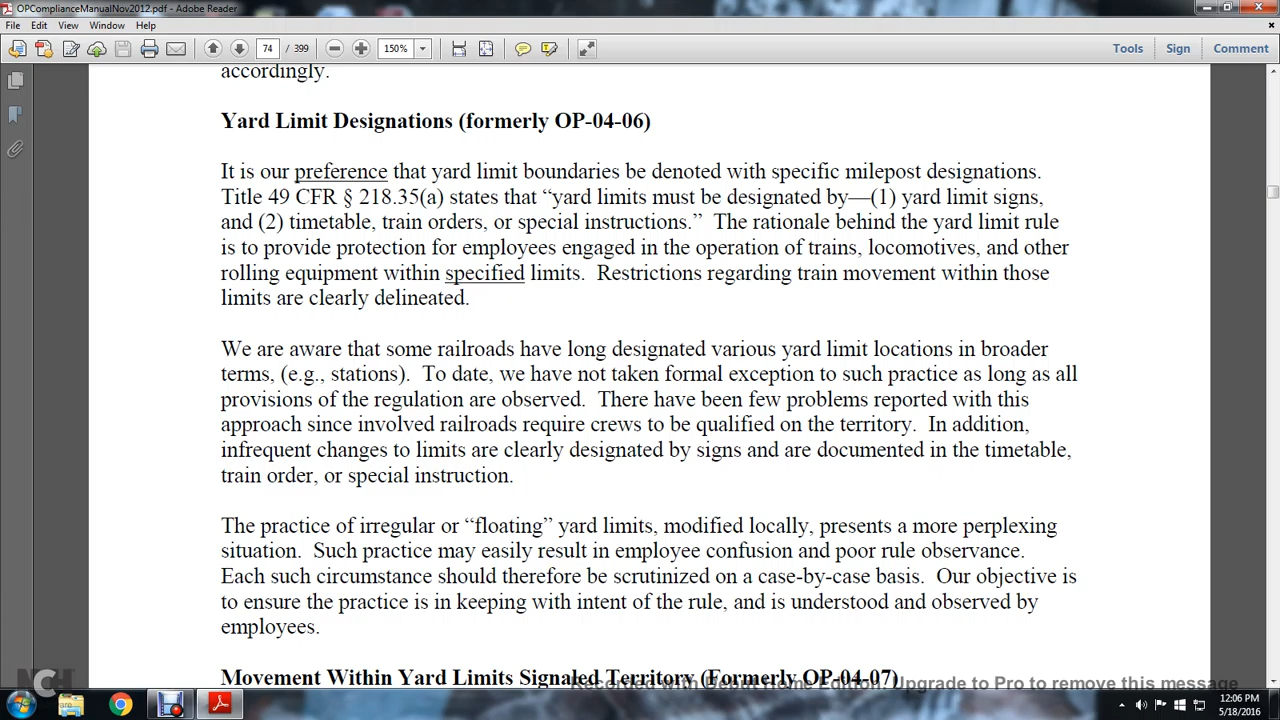 OPComplianceManualNov2012.pdf - Adobe Reader
File Edit View Window Help
74 / 399 150% Tools Sign Comment
accordingly.
Yard Limit Designations (formerly OP-04-06)
It is our preference that yard limit boundaries be denoted with specific milepost designations.
Title 49 CFR § 218.35(a) states that “yard limits must be designated by—(1) yard limit signs,
and (2) timetable, train orders, or special instructions.” The rationale behind the yard limit rule
is to provide protection for employees engaged in the operation of trains, locomotives, and other
rolling equipment within specified limits. Restrictions regarding train movement within those
limits are clearly delineated.
We are aware that some railroads have long designated various yard limit locations in broader
terms, (e.g., stations). To date, we have not taken formal exception to such practice as long as all
provisions of the regulation are observed. There have been few problems reported with this
approach since involved railroads require crews to be qualified on the territory. In addition,
infrequent changes to limits are clearly designated by signs and are documented in the timetable,
train order, or special instruction.
The practice of irregular or “floating” yard limits, modified locally, presents a more perplexing
situation. Such practice may easily result in employee confusion and poor rule observance.
Each such circumstance should therefore be scrutinized on a case-by-case basis. Our objective is
to ensure the practice is in keeping with intent of the rule, and is understood and observed by
employees.
Movement Within Yard Limits Signaled Territory (Formerly OP-04-07)
Recorded with Debut Home Edition. Upgrade to Pro to remove this message
NCH
12:06 PM
5/18/2016